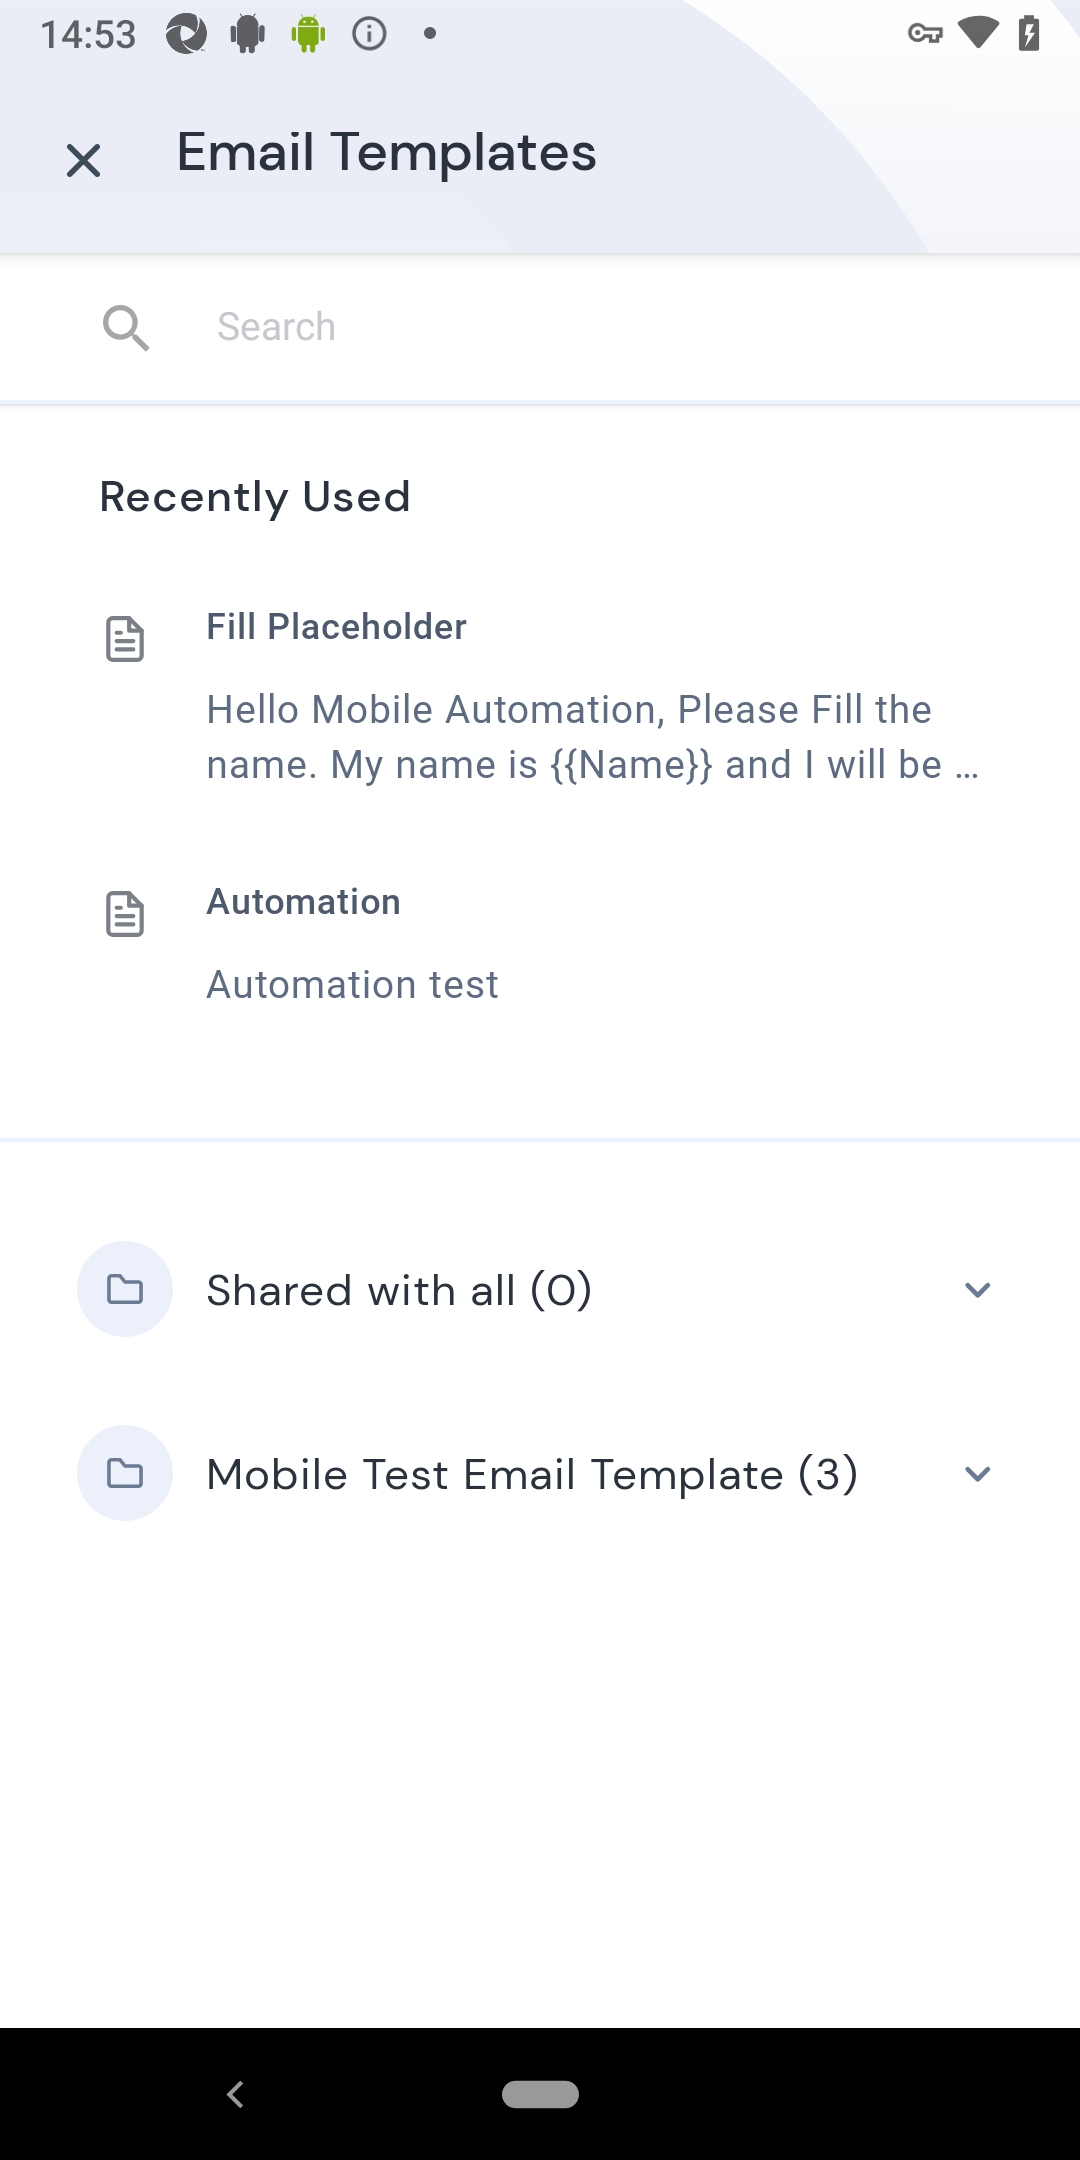 14:53
Email Templates
Search
Recently Used
Fill Placeholder
Hello Mobile Automation, Please Fill the
name. My name is {{Name}} and I will be …
Automation
Automation test
Shared with all (0)
Mobile Test Email Template (3)